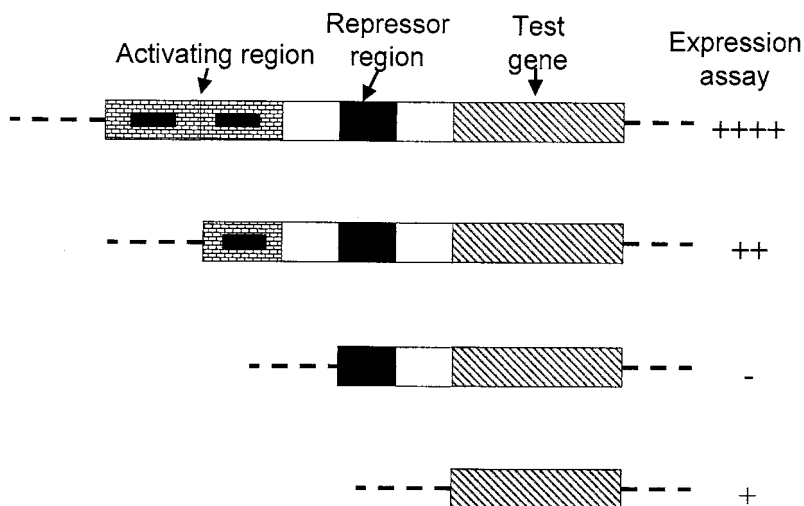 Activating region
Repressor
region
Test
gene
Expression
assay
++++
++
-
+